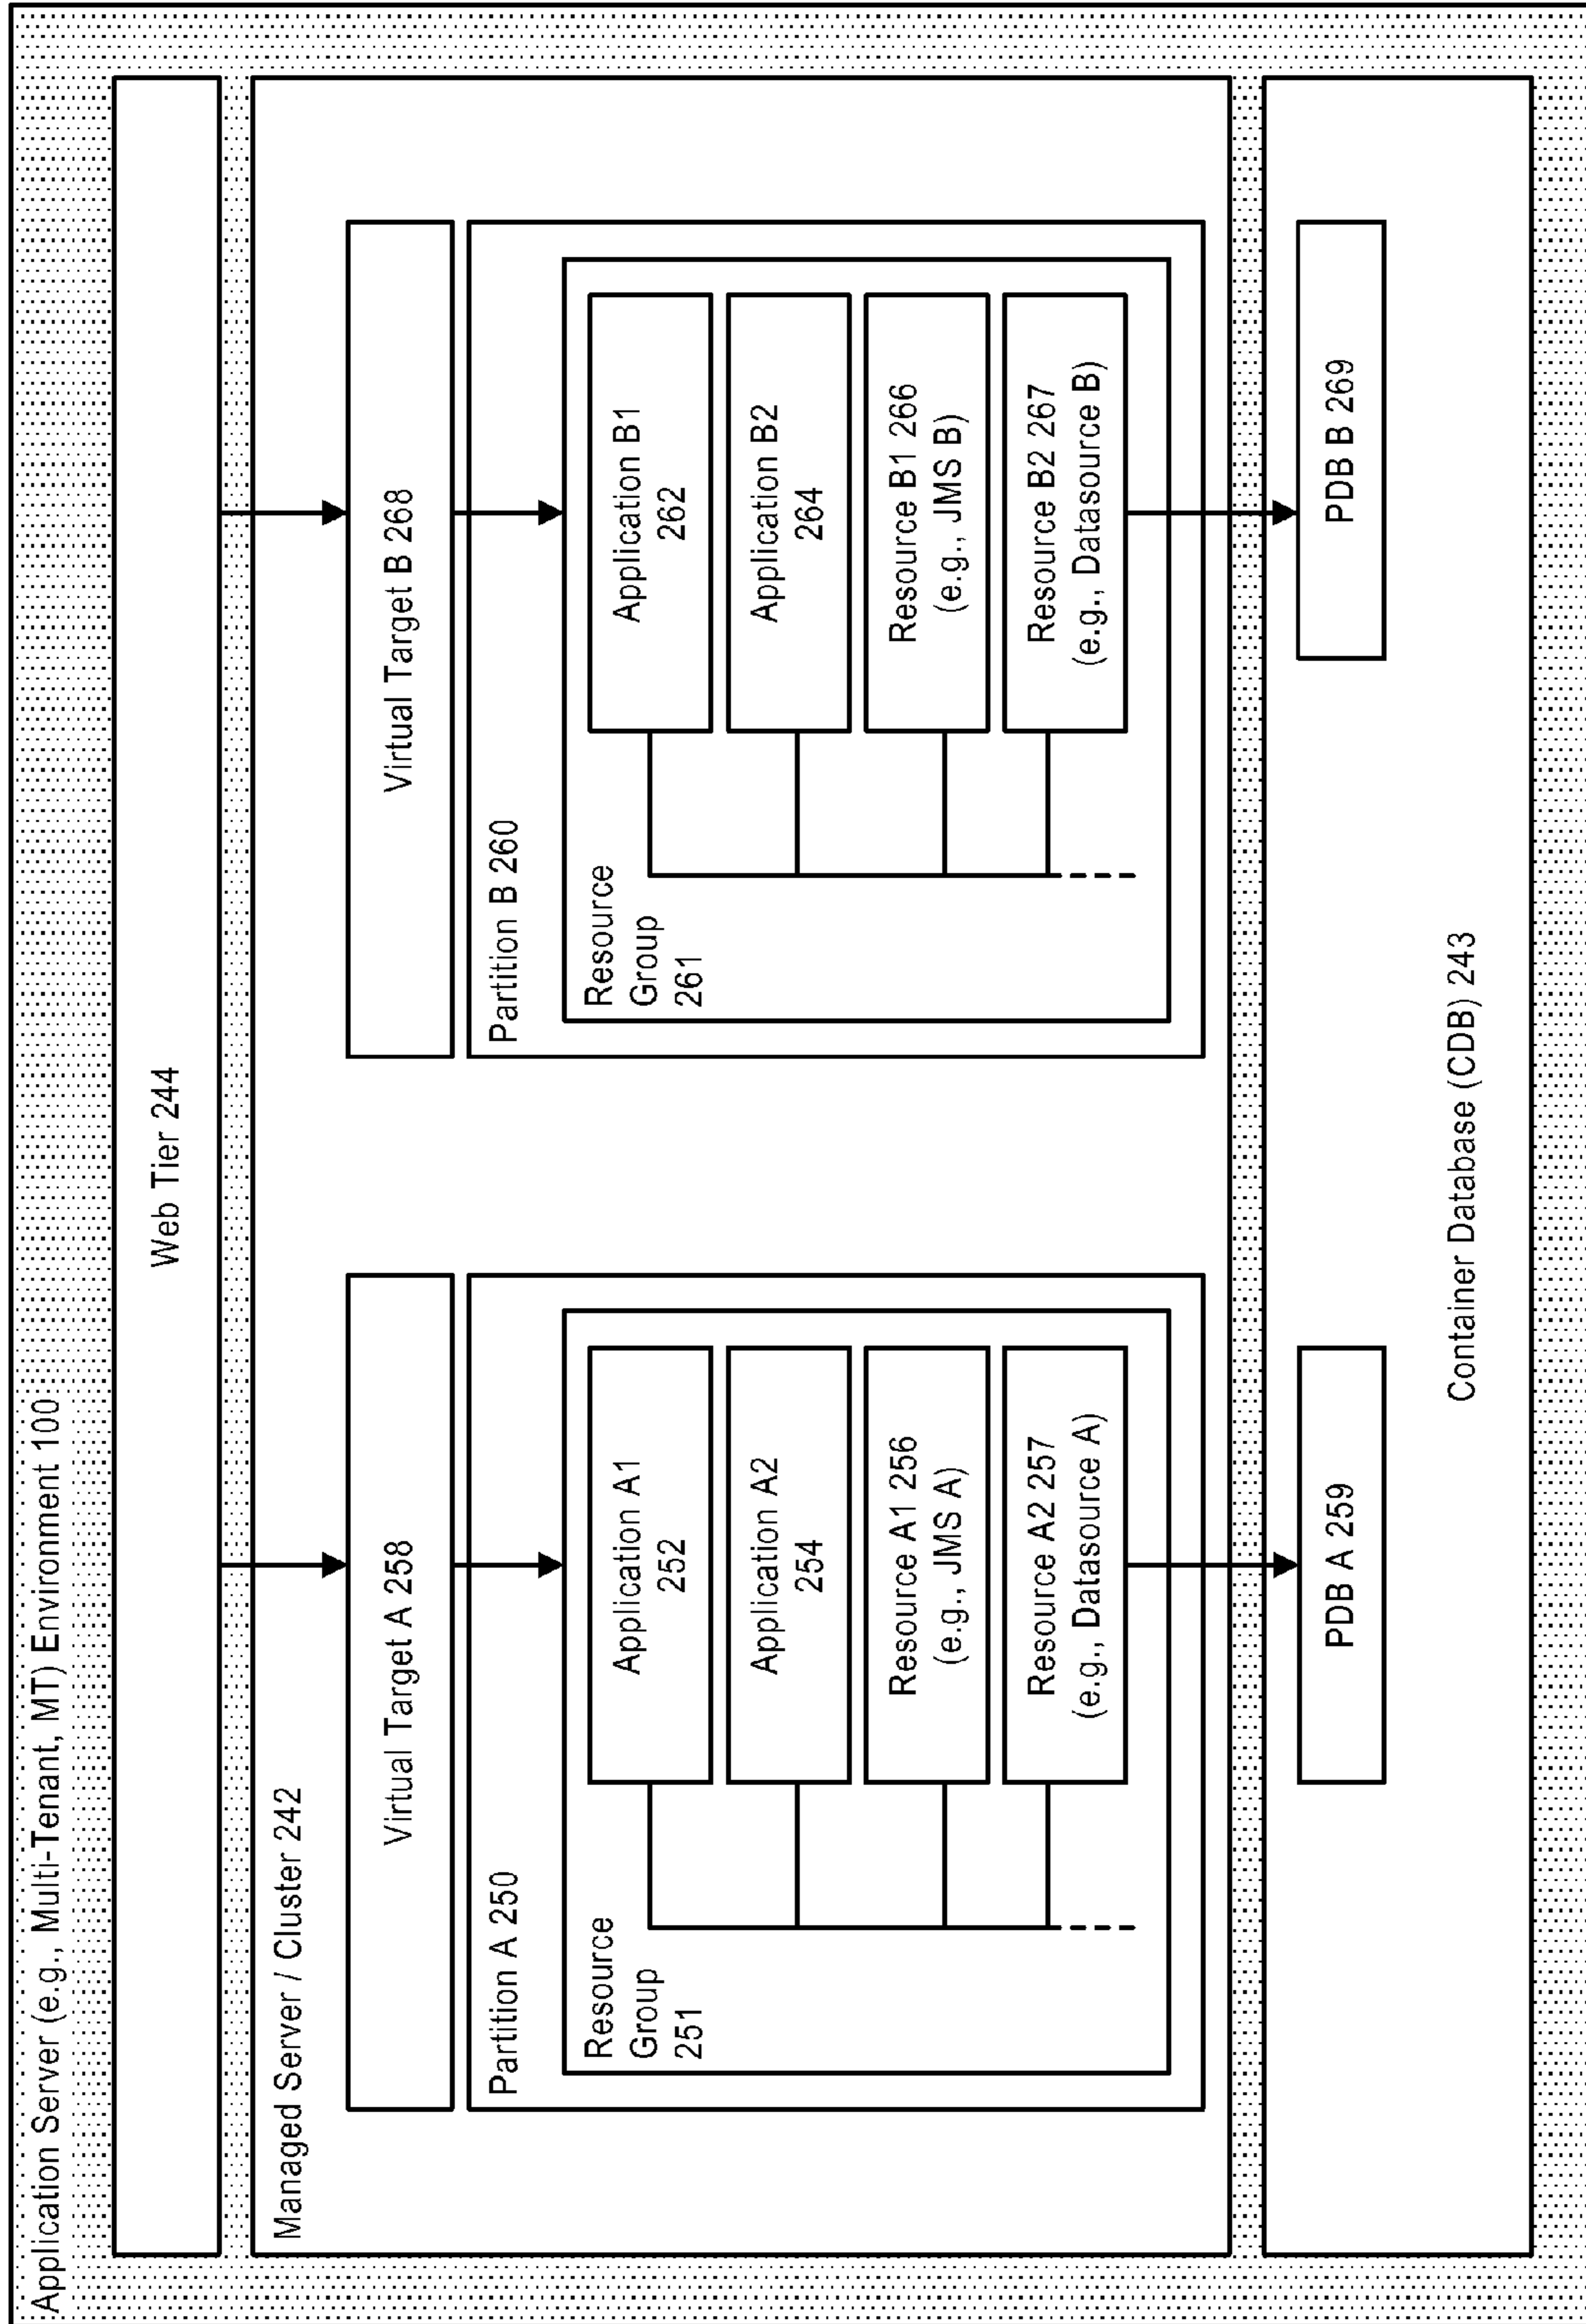 Application Server (e.g., Multi-Tenant, MT) Environment 100
Web Tier 244
Managed Server / Cluster 242
Virtual Target A 258
Partition A 250
Resource
Group
251
Application A1
252
Application A2
254
Resource A1 256
(e.g., JMS A)
Resource A2 257
(e.g., Datasource A)
Virtual Target B 268
Partition B 260
Resource
Group
261
Application B1
262
Application B2
264
Resource B1 266
(e.g., JMS B)
Resource B2 267
(e.g., Datasource B)
PDB A 259
PDB B 269
Container Database (CDB) 243